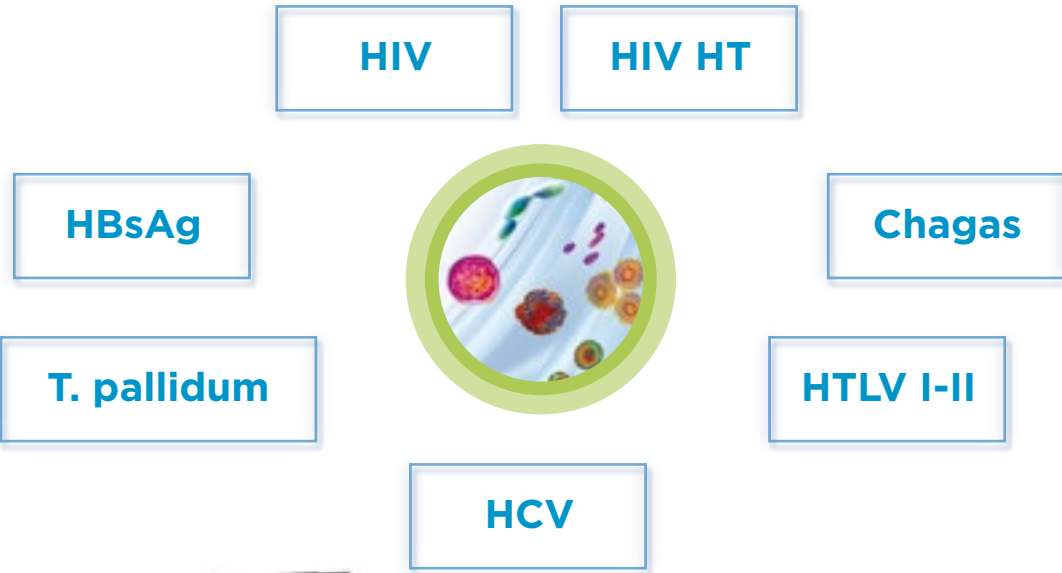 HIV
HIV HT
HBsAg
Chagas
T. pallidum
HTLV I-II
HCV